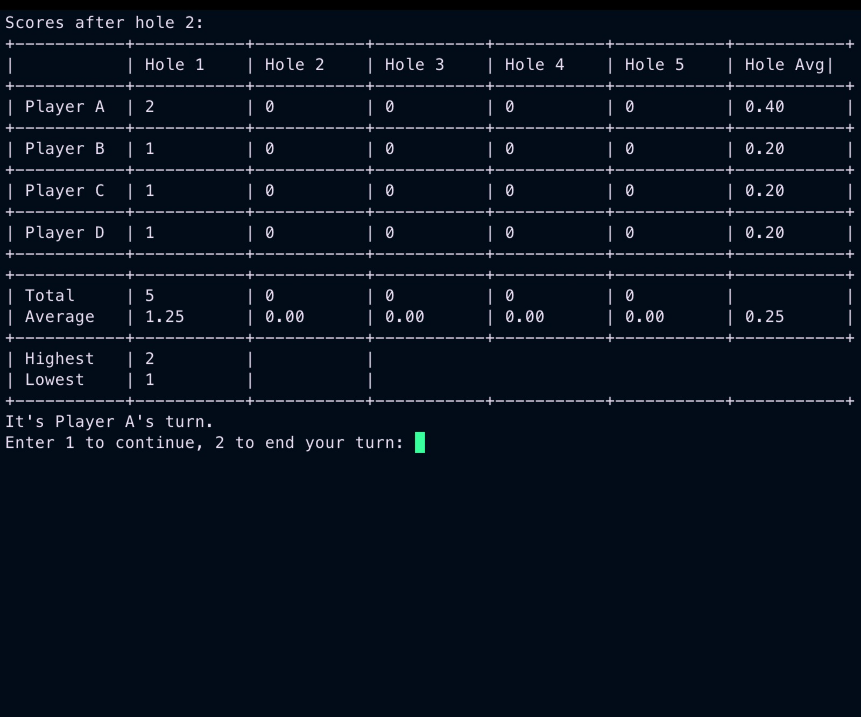 Scores after hole 2:
+-----------+-----------+-----------+-----------+-----------+-----------+-----------+
|           | Hole 1    | Hole 2    | Hole 3    | Hole 4    | Hole 5    | Hole Avg|
+-----------+-----------+-----------+-----------+-----------+-----------+-----------+
| Player A  | 2         | 0         | 0         | 0         | 0         | 0.40      |
+-----------+-----------+-----------+-----------+-----------+-----------+-----------+
| Player B  | 1         | 0         | 0         | 0         | 0         | 0.20      |
+-----------+-----------+-----------+-----------+-----------+-----------+-----------+
| Player C  | 1         | 0         | 0         | 0         | 0         | 0.20      |
+-----------+-----------+-----------+-----------+-----------+-----------+-----------+
| Player D  | 1         | 0         | 0         | 0         | 0         | 0.20      |
+-----------+-----------+-----------+-----------+-----------+-----------+-----------+
+-----------+-----------+-----------+-----------+-----------+-----------+-----------+
| Total     | 5         | 0         | 0         | 0         | 0         |           |
| Average   | 1.25      | 0.00      | 0.00      | 0.00      | 0.00      | 0.25      |
+-----------+-----------+-----------+-----------+-----------+-----------+-----------+
| Highest   | 2         |           |
| Lowest    | 1         |           |
+-----------+-----------+-----------+-----------+-----------+-----------+-----------+
It's Player A's turn.
Enter 1 to continue, 2 to end your turn: